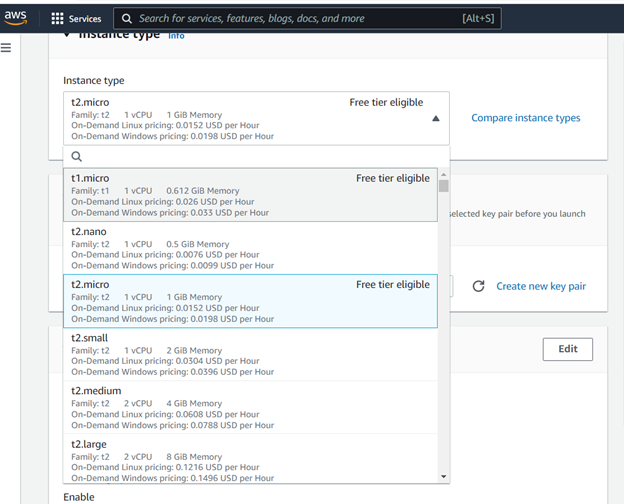 aws
Services
Search for services, features, blogs, docs, and more
[Alt+S]
Instance type Info
Instance type
t2.micro Free tier eligible
Family: t2 1 vCPU 1 GiB Memory
On-Demand Linux pricing: 0.0152 USD per Hour
On-Demand Windows pricing: 0.0198 USD per Hour
Compare instance types
t1.micro Free tier eligible
Family: t1 1 vCPU 0.612 GiB Memory
On-Demand Linux pricing: 0.026 USD per Hour
On-Demand Windows pricing: 0.033 USD per Hour
selected key pair before you launch
t2.nano
Family: t2 1 vCPU 0.5 GiB Memory
On-Demand Linux pricing: 0.0076 USD per Hour
On-Demand Windows pricing: 0.0099 USD per Hour
t2.micro Free tier eligible
Family: t2 1 vCPU 1 GiB Memory
On-Demand Linux pricing: 0.0152 USD per Hour
On-Demand Windows pricing: 0.0198 USD per Hour
Create new key pair
t2.small
Family: t2 1 vCPU 2 GiB Memory
On-Demand Linux pricing: 0.0304 USD per Hour
On-Demand Windows pricing: 0.0396 USD per Hour
Edit
t2.medium
Family: t2 2 vCPU 4 GiB Memory
On-Demand Linux pricing: 0.0608 USD per Hour
On-Demand Windows pricing: 0.0788 USD per Hour
t2.large
Family: t2 2 vCPU 8 GiB Memory
On-Demand Linux pricing: 0.1216 USD per Hour
On-Demand Windows pricing: 0.1496 USD per Hour
Enable